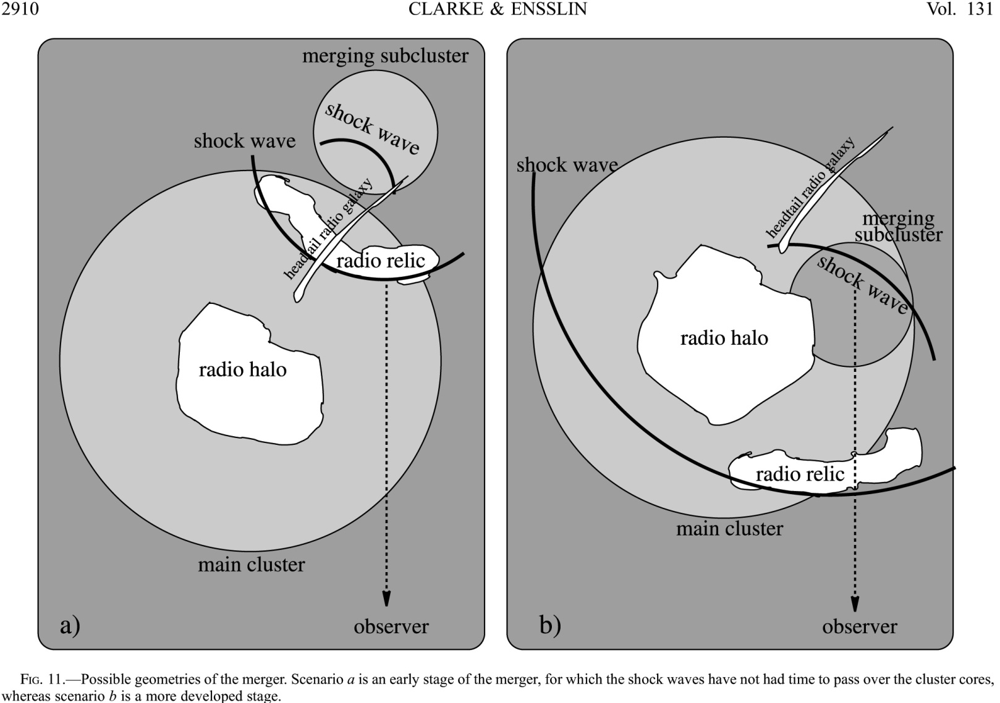 2910 CLARKE & ENSSLIN Vol. 131
merging subcluster
shock wave
shock wave
headtail radio galaxy
radio relic
radio halo
main cluster
a)
observer
shock wave
headtail radio galaxy
merging
subcluster
shock wave
radio halo
radio relic
main cluster
b)
observer
FIG. 11.—Possible geometries of the merger. Scenario a is an early stage of the merger, for which the shock waves have not had time to pass over the cluster cores,
whereas scenario b is a more developed stage.